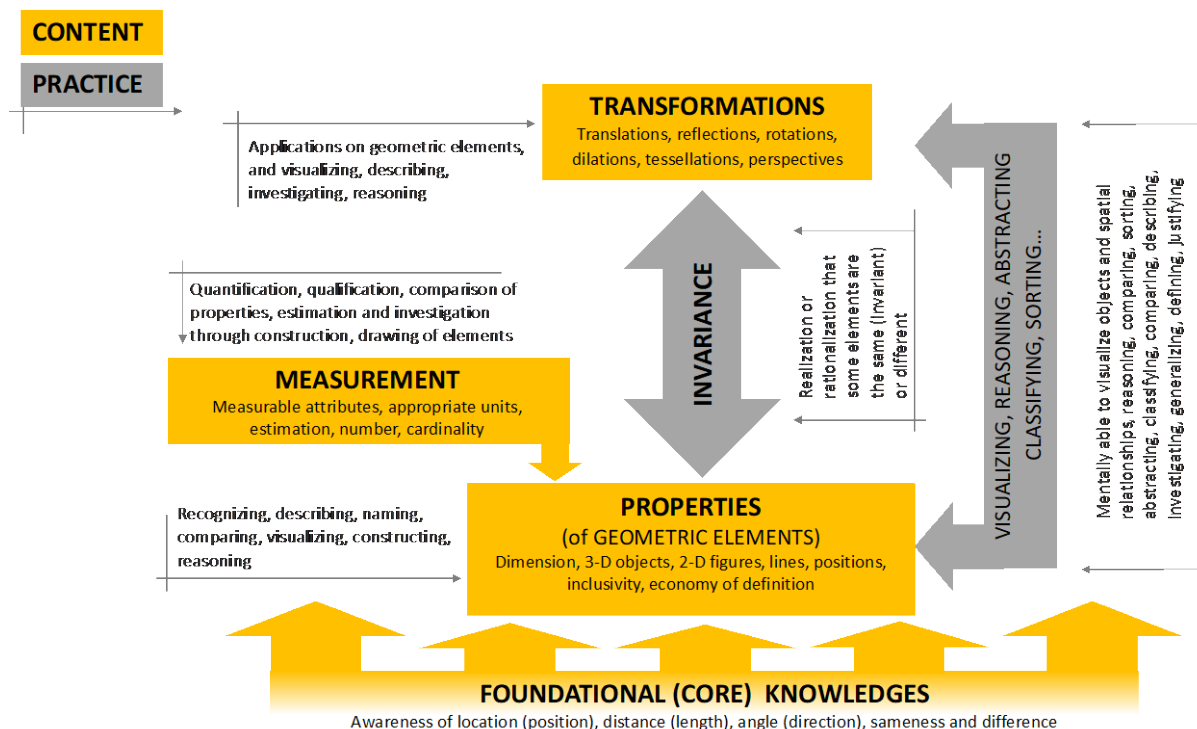 CONTENT
PRACTICE
TRANSFORMATIONS
Translations, reflections, rotations,
dilations, tessellations, perspectives
Applications on geometric elements,
and visualizing, describing,
investigating, reasoning
Quantification, qualification, comparison of
properties, estimation and investigation
through construction, drawing of elements
MEASUREMENT
Measurable attributes, appropriate units,
estimation, number, cardinality
INVARIANCE
Realization or
rationalization that
some elements are
the same (invariant)
or different
VISUALIZING, REASONING, ABSTRACTING
CLASSIFYING, SORTING...
Mentally able to visualize objects and spatial
relationships, reasoning, comparing, sorting,
abstracting, classifying, comparing, describing,
investigating, generalizing, defining, justifying
Recognizing, describing, naming,
comparing, visualizing, constructing,
reasoning
PROPERTIES
(of GEOMETRIC ELEMENTS)
Dimension, 3-D objects, 2-D figures, lines, positions,
inclusivity, economy of definition
FOUNDATIONAL (CORE) KNOWLEDGES
Awareness of location (position), distance (length), angle (direction), sameness and difference